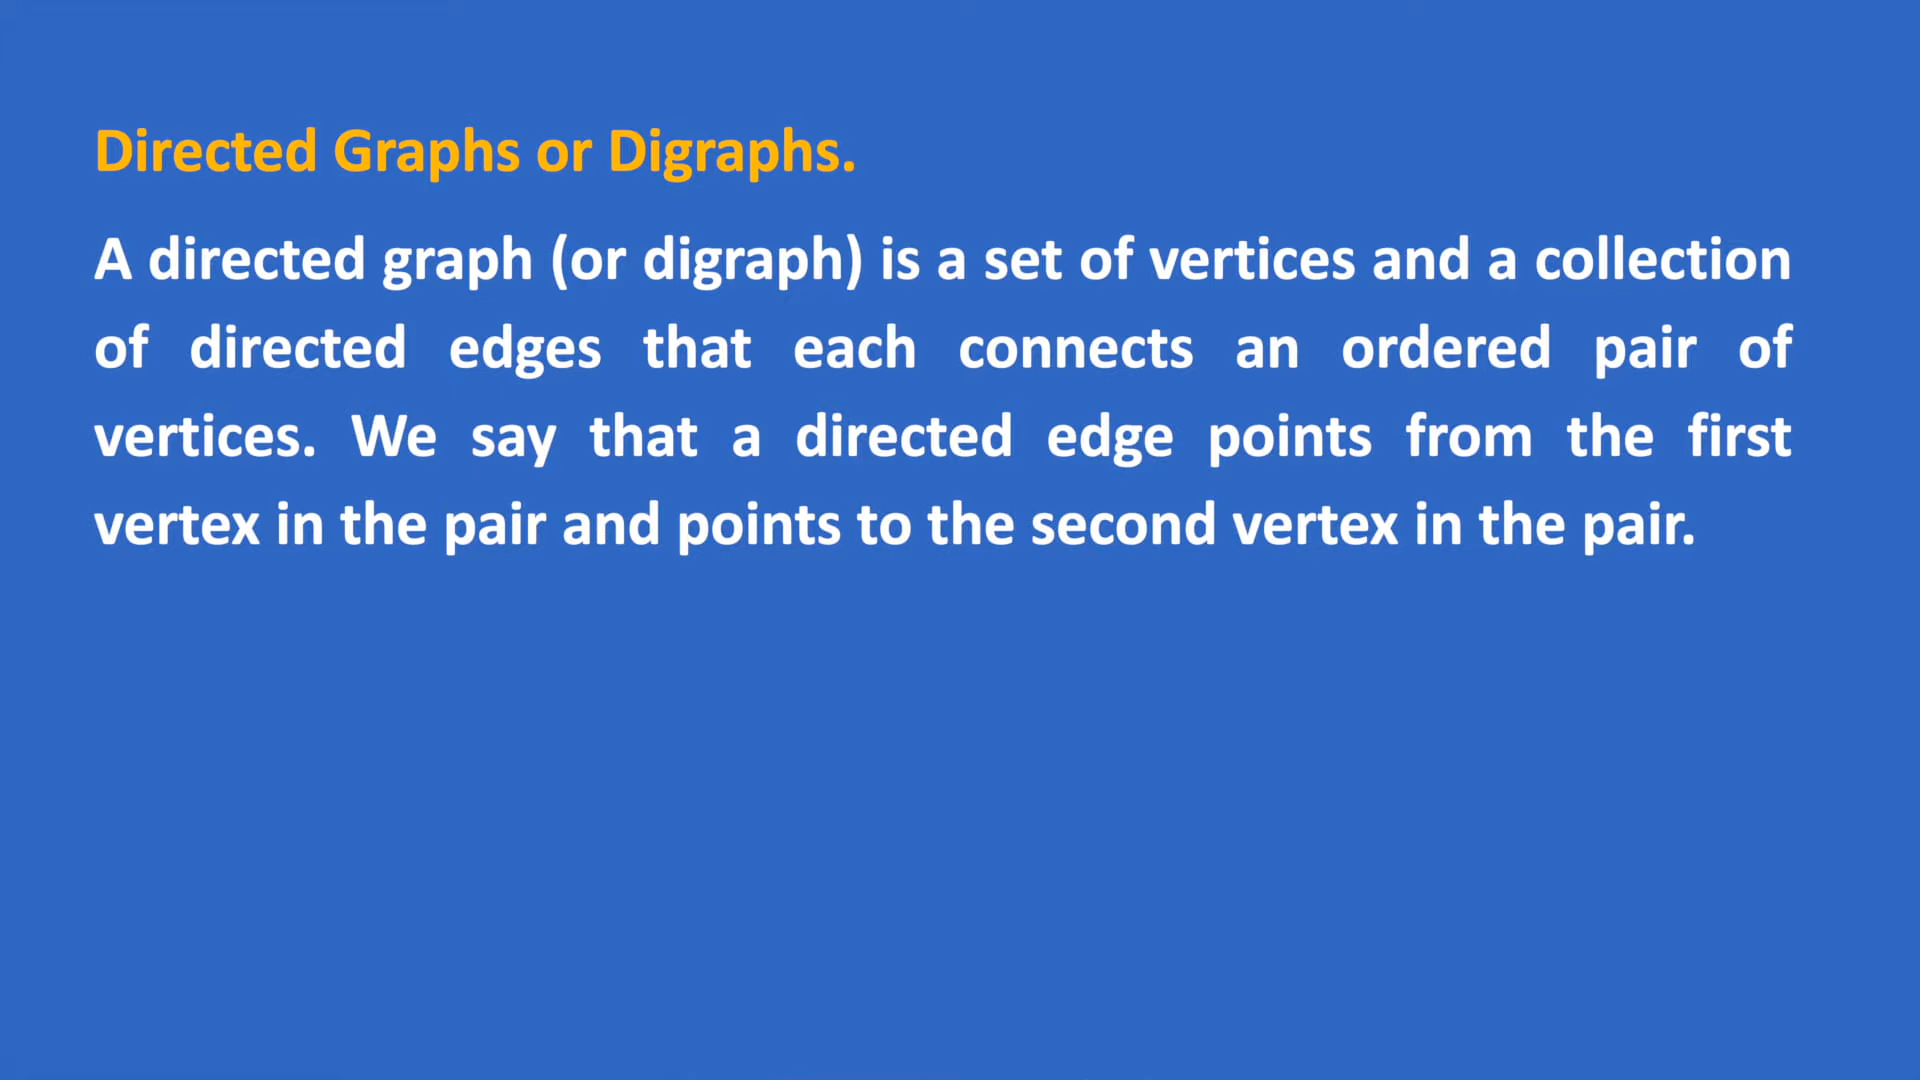 Directed Graphs or Digraphs.
A directed graph (or digraph) is a set of vertices and a collection
of directed edges that each connects an ordered pair of
vertices. We say that a directed edge points from the first
vertex in the pair and points to the second vertex in the pair.